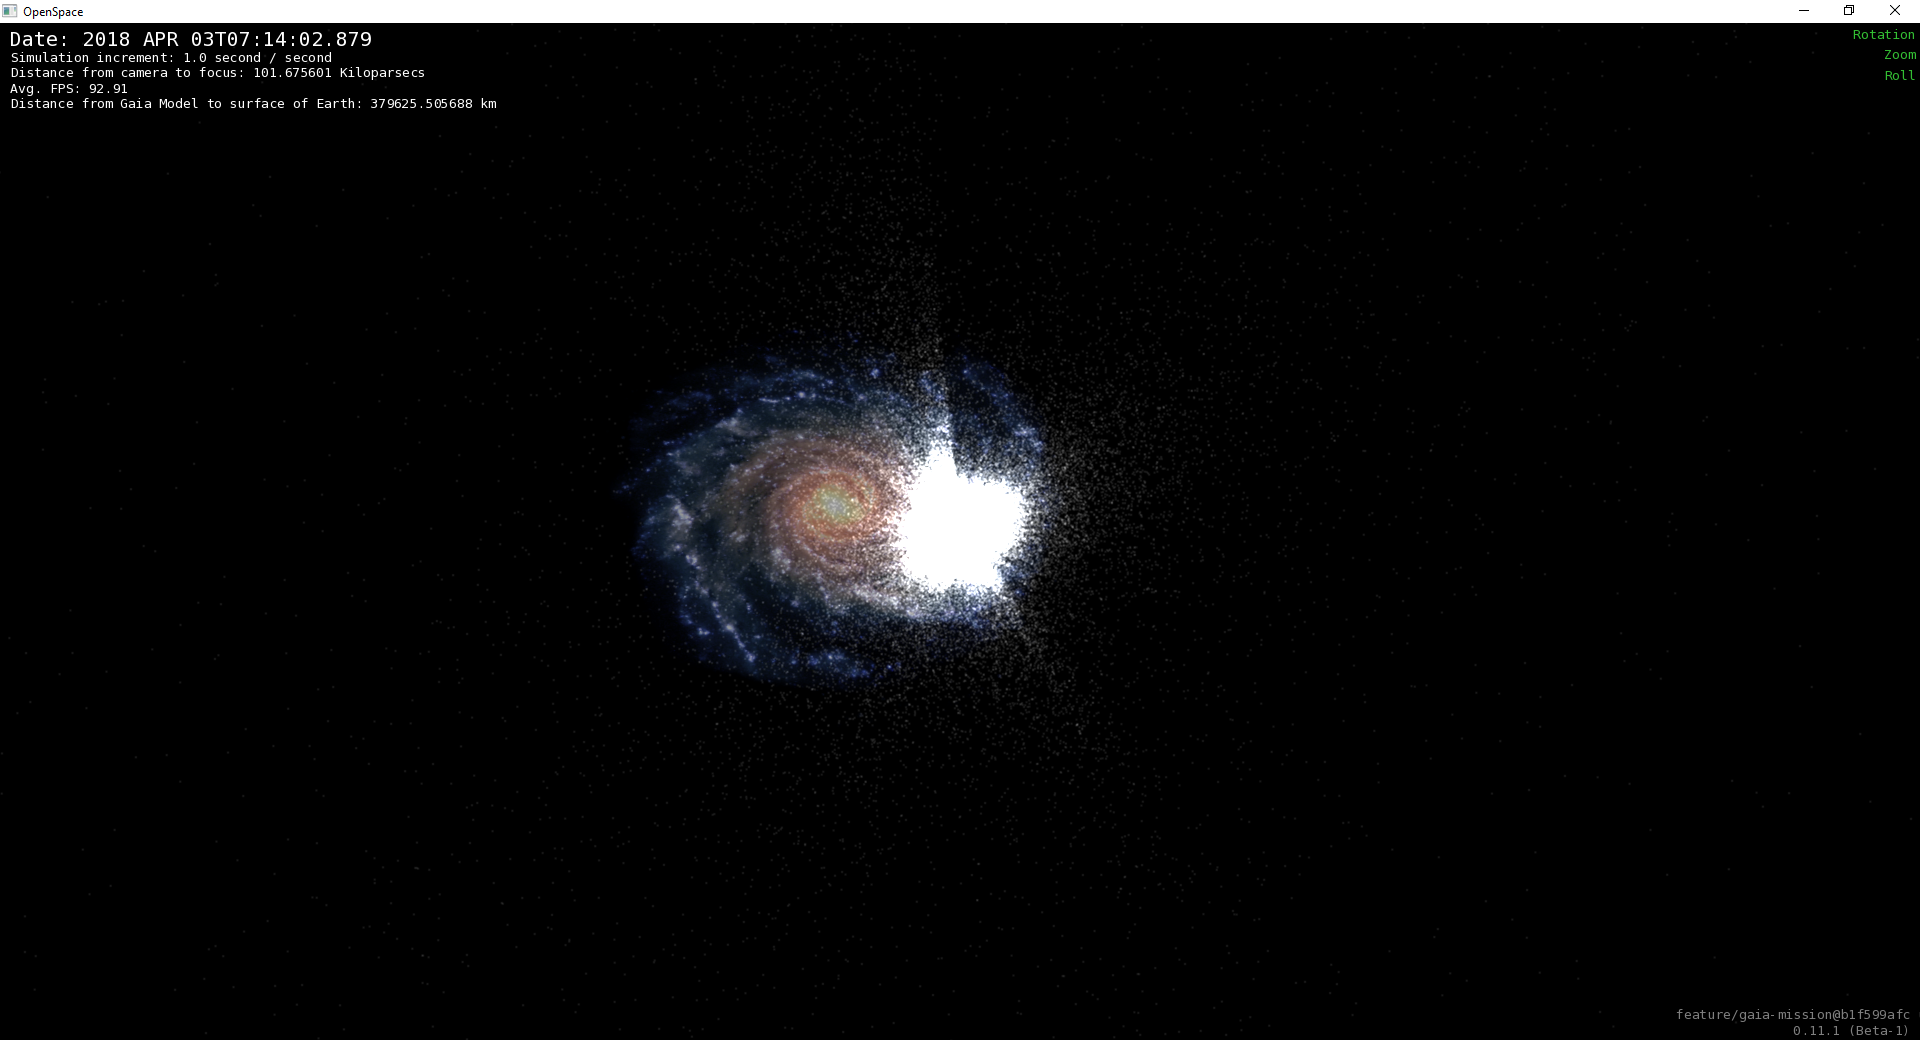 OpenSpace
Date: 2018 APR 03T07:14:02.879
Simulation increment: 1.0 second / second
Distance from camera to focus: 101.675601 Kiloparsecs
Avg. FPS: 92.91
Distance from Gaia Model to surface of Earth: 379625.505688 km
Rotation
Zoom
Roll
feature/gaia-mission@b1f599afc
0.11.1 (Beta-1)